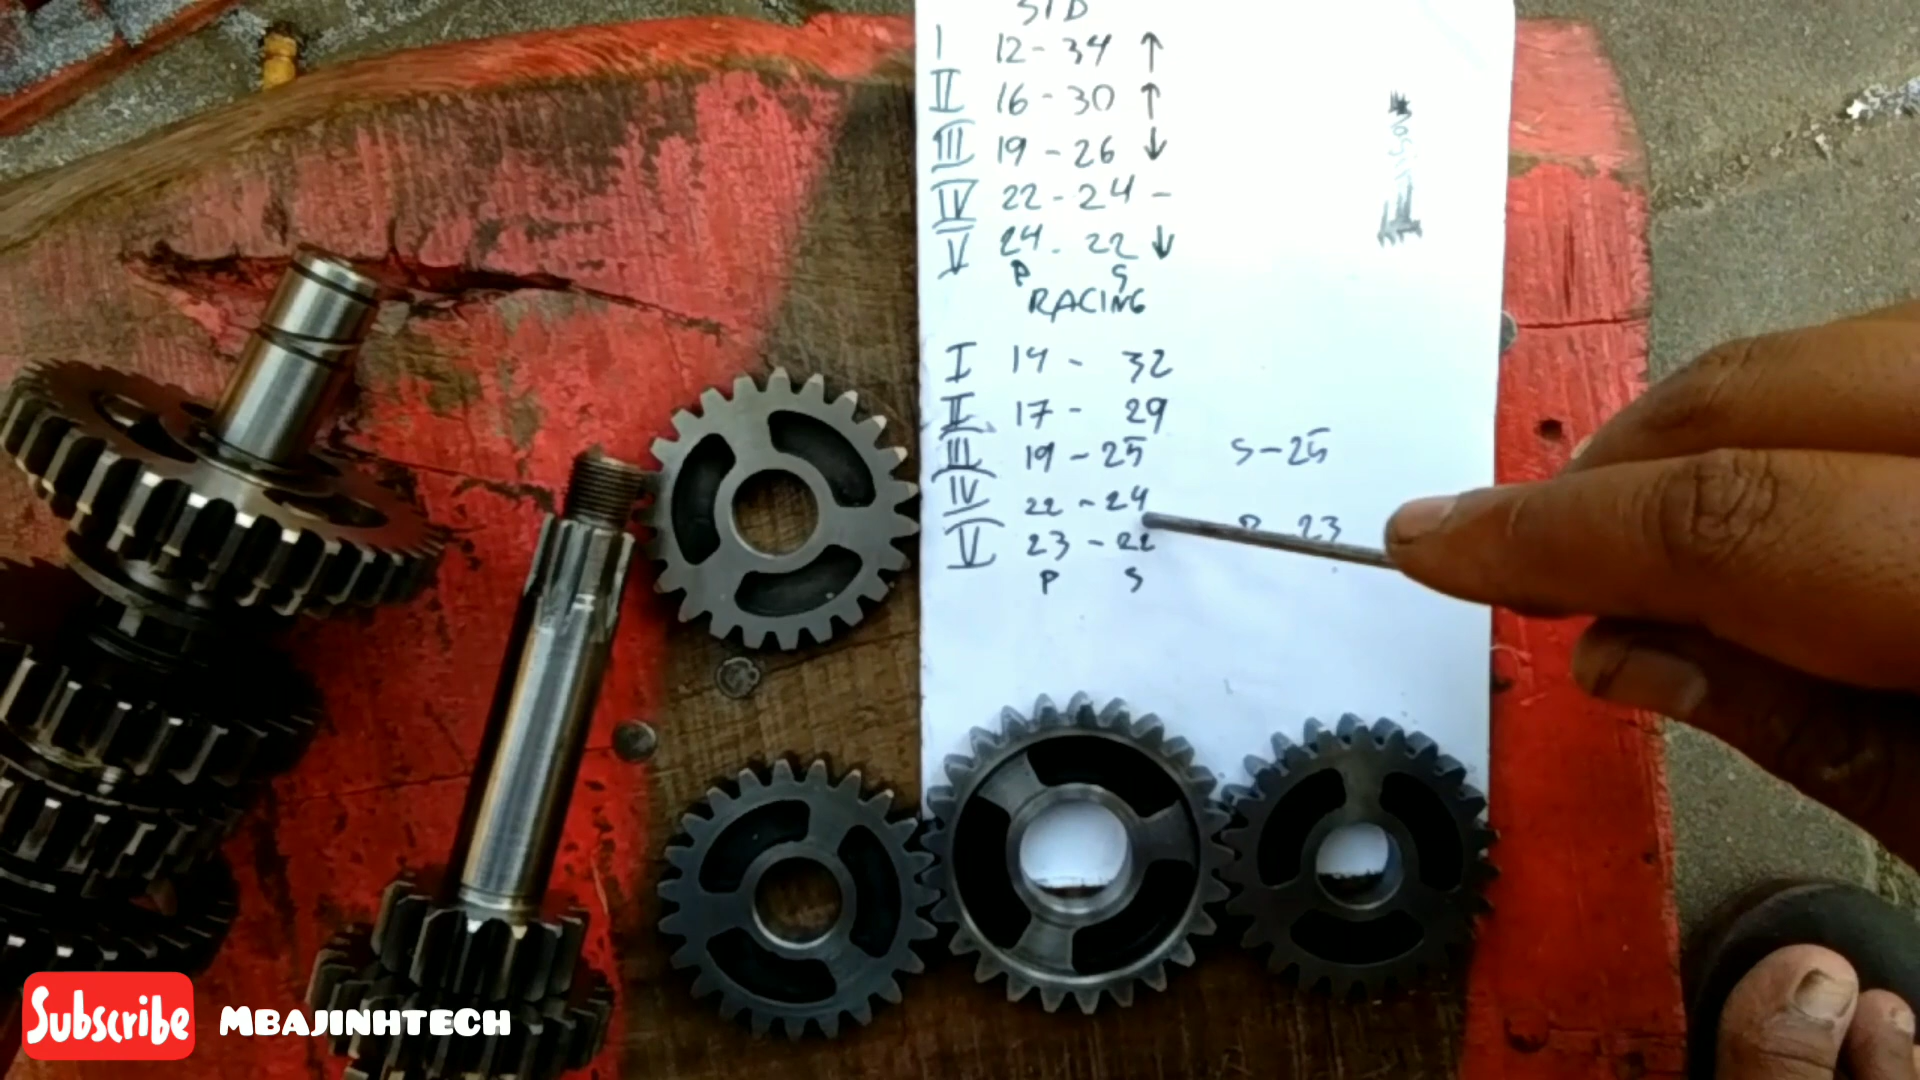 STD
I 12 - 34 ↑
II 16 - 30 ↑
III 19 - 26 ↓
IV 22 - 24 -
V 24 - 22 ↓
P S
RACING
I 14 - 32
II 17 - 29
III 19 - 25 S - 25
IV 22 - 24
V 23 - 22 23
P S
Subscribe MBAJINHTECH